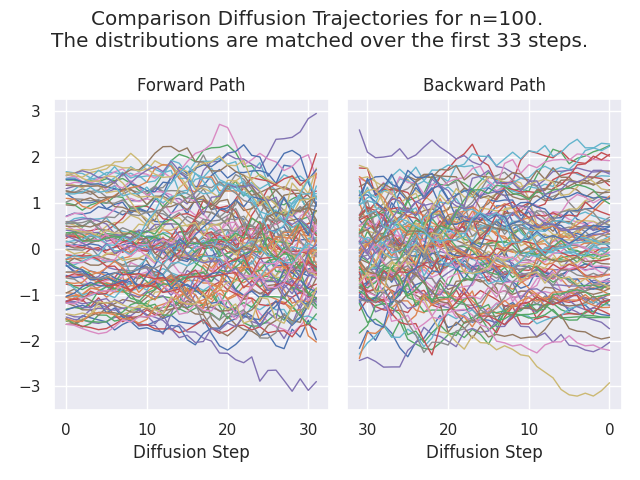 Comparison Diffusion Trajectories for n=100.
The distributions are matched over the first 33 steps.
Forward Path
Backward Path
3
2
1
0
−1
−2
−3
0 10 20 30
30 20 10 0
Diffusion Step
Diffusion Step